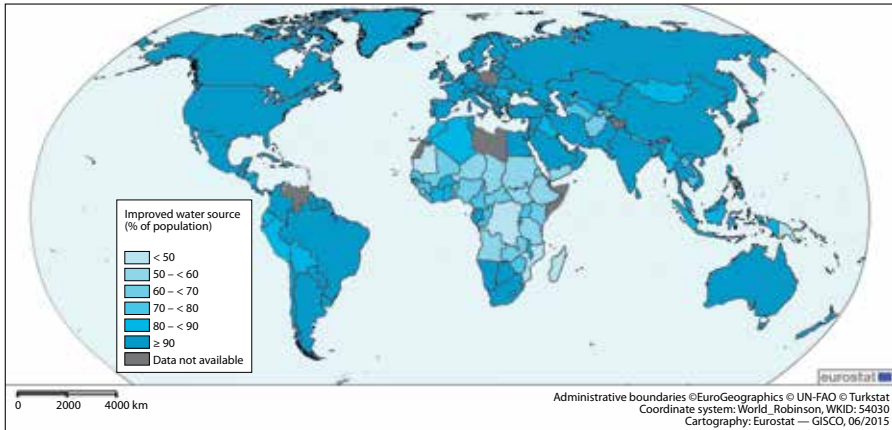 Improved water source
(% of population)
< 50
50 – < 60
60 – < 70
70 – < 80
80 – < 90
≥ 90
Data not available
eurostat
0 2000 4000 km
Administrative boundaries ©EuroGeographics © UN-FAO © Turkstat
Coordinate system: World_Robinson, WKID: 54030
Cartography: Eurostat — GISCO, 06/2015